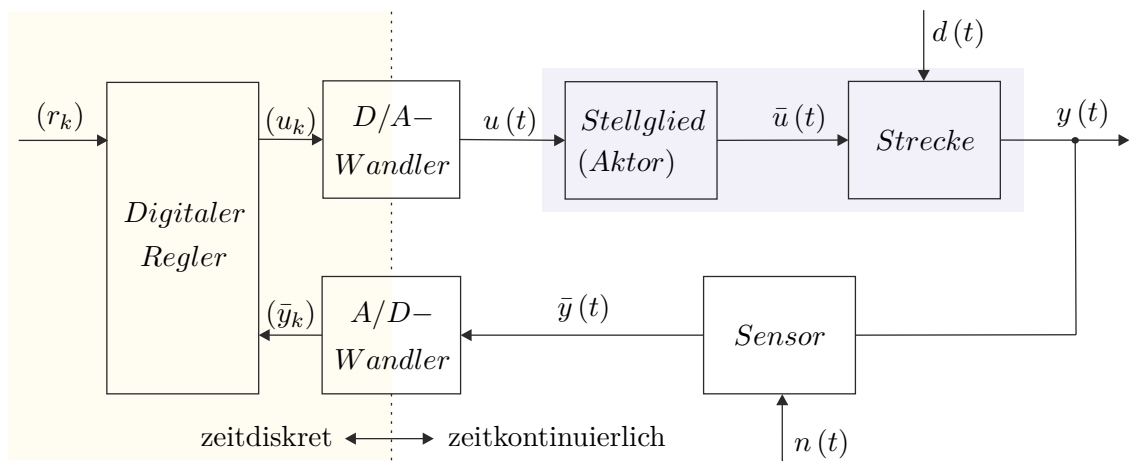 d (t)
(r_k)
(u_k)
D/A−
Wandler
u (t)
Stellglied
(Aktor)
ū (t)
Strecke
y (t)
Digitaler
Regler
(ȳ_k)
A/D−
Wandler
ȳ (t)
Sensor
zeitdiskret
zeitkontinuierlich
n (t)